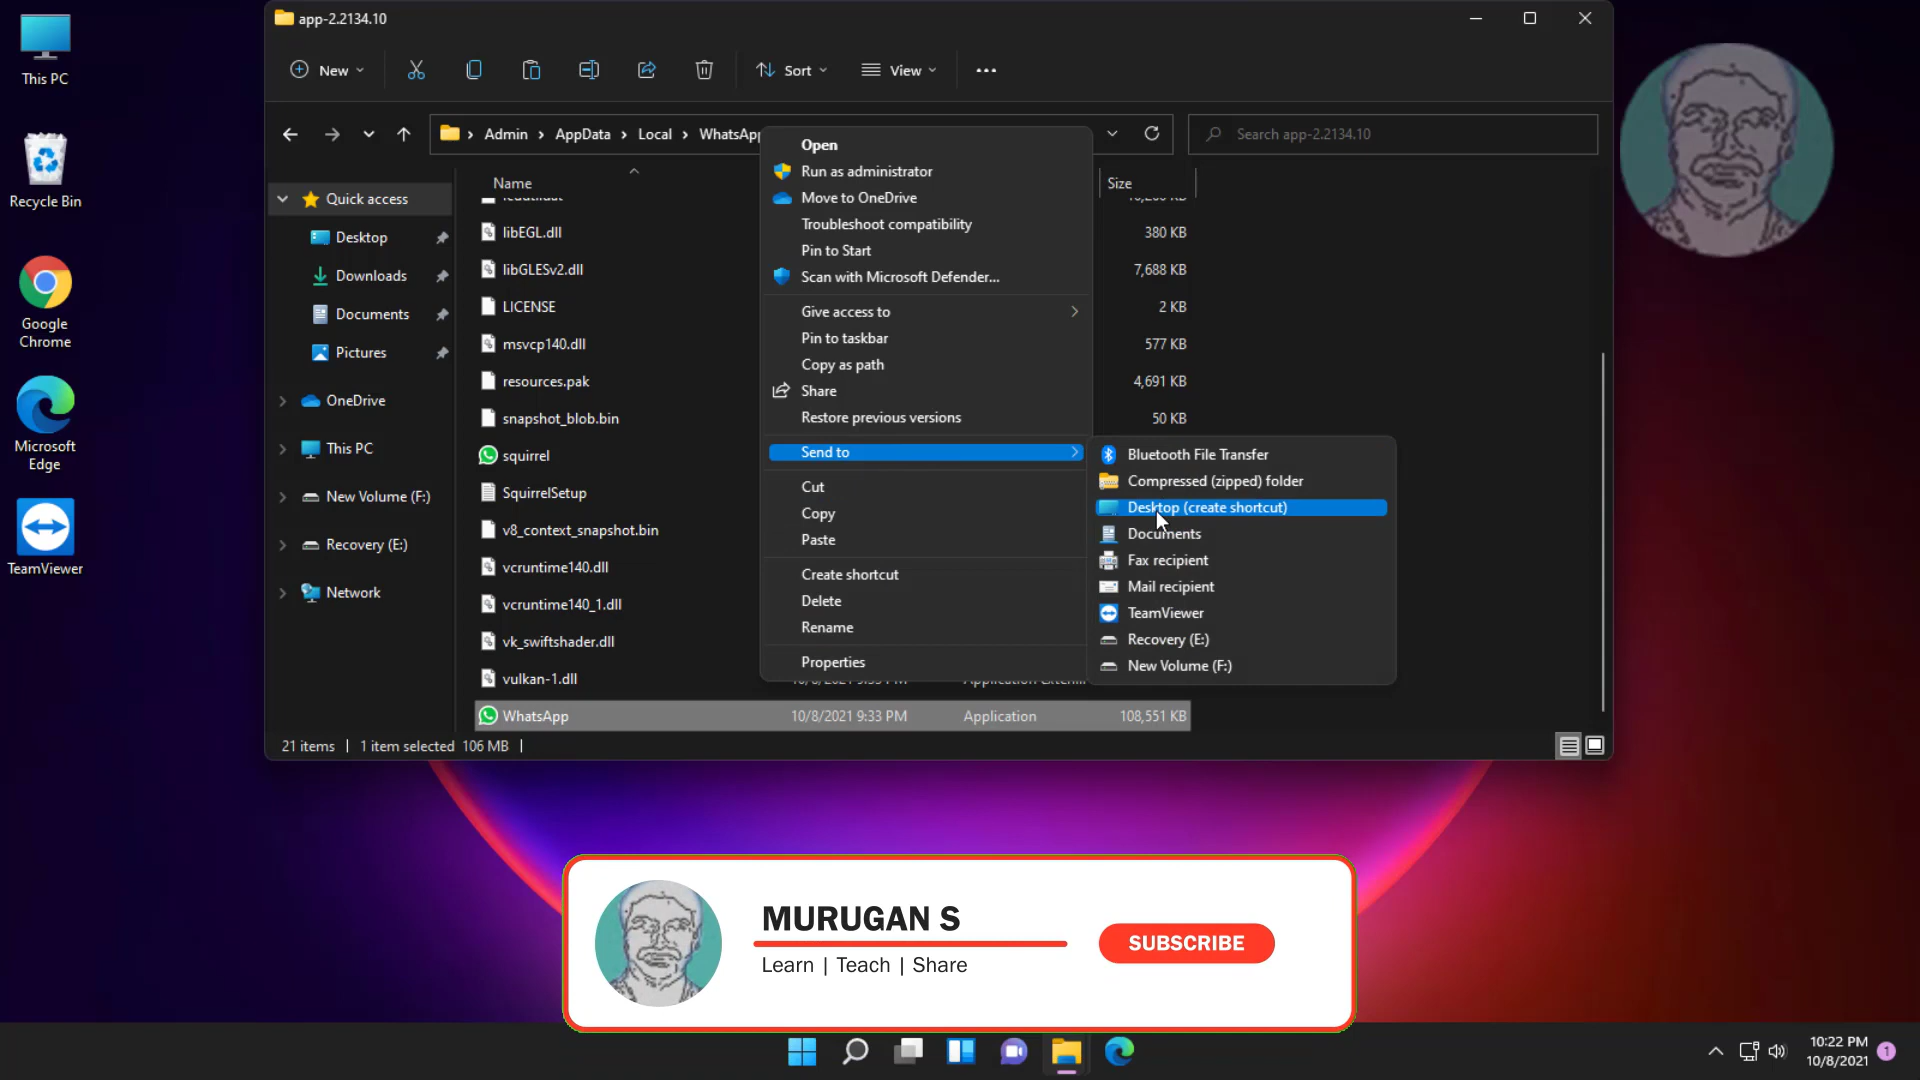 This PC
Recycle Bin
Google
Chrome
Microsoft
Edge
TeamViewer
app-2.2134.10
New
Sort
View
Admin
AppData
Local
WhatsApp
Search app-2.2134.10
Quick access
Desktop
Downloads
Documents
Pictures
OneDrive
This PC
New Volume (F:)
Recovery (E:)
Network
Name
Size
libEGL.dll
380 KB
libGLESv2.dll
7,688 KB
LICENSE
2 KB
msvcp140.dll
577 KB
resources.pak
4,691 KB
snapshot_blob.bin
50 KB
squirrel
SquirrelSetup
v8_context_snapshot.bin
vcruntime140.dll
vcruntime140_1.dll
vk_swiftshader.dll
vulkan-1.dll
WhatsApp 10/8/2021 9:33 PM Application 108,551 KB
Open
Run as administrator
Move to OneDrive
Troubleshoot compatibility
Pin to Start
Scan with Microsoft Defender...
Give access to
Pin to taskbar
Copy as path
Share
Restore previous versions
Send to
Cut
Copy
Paste
Create shortcut
Delete
Rename
Properties
Bluetooth File Transfer
Compressed (zipped) folder
Desktop (create shortcut)
Documents
Fax recipient
Mail recipient
TeamViewer
Recovery (E:)
New Volume (F:)
21 items | 1 item selected 106 MB |
MURUGAN S
Learn | Teach | Share
SUBSCRIBE
10:22 PM
10/8/2021
1